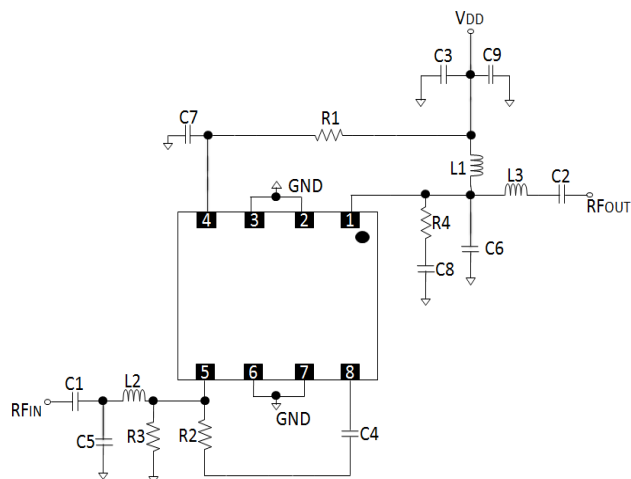 VDD
C3 C9
C7 R1
L1 L3 C2
GND
RFOUT
4 3 2 1
R4
C6
C8
5 6 7 8
C1 L2
RFIN
GND
C5 R3 R2 C4